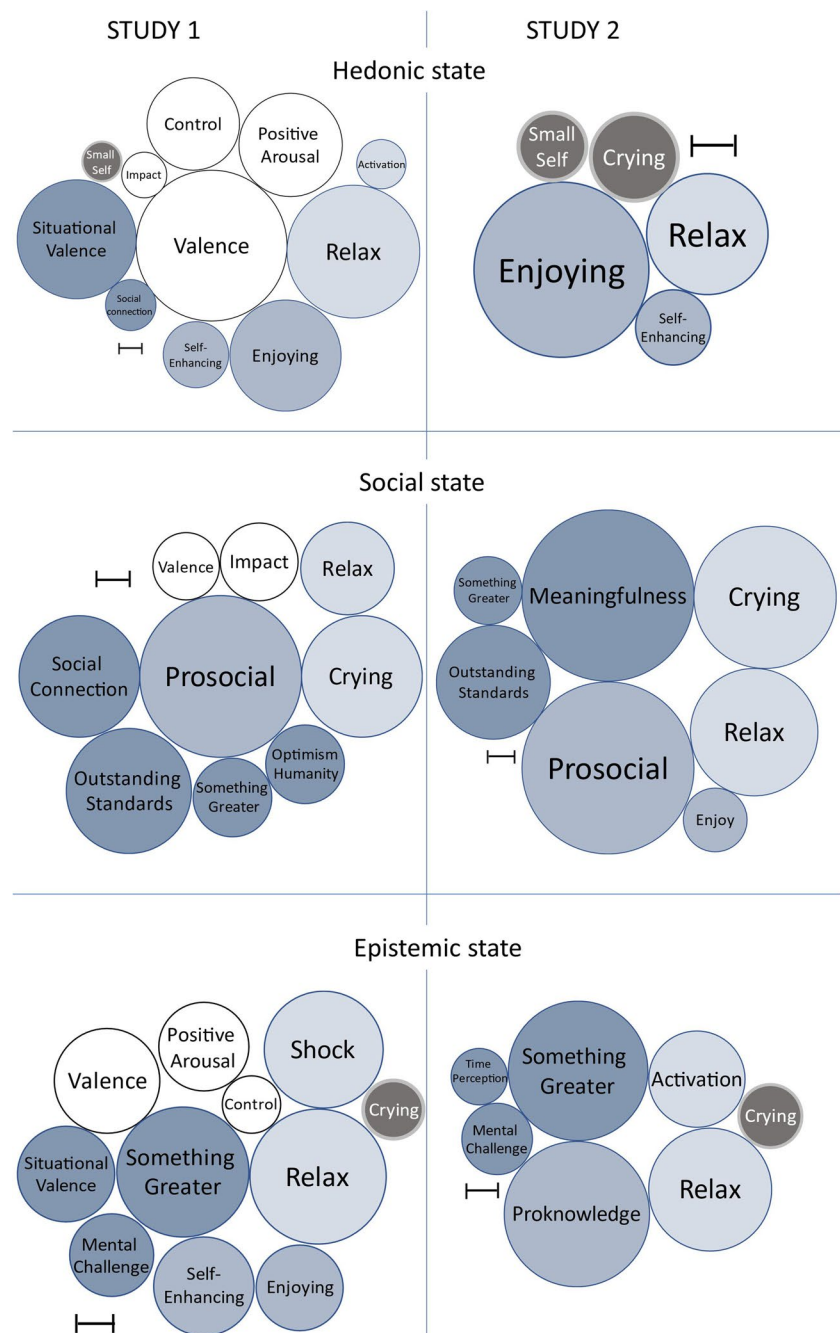 STUDY 1
STUDY 2
Hedonic state
Control
Positive
Arousal
Small
Self
Impact
Activation
Situational
Valence
Valence
Relax
Social
connection
Self-
Enhancing
Enjoying
Small
Self
Crying
Enjoying
Relax
Self-
Enhancing
Social state
Valence
Impact
Relax
Social
Connection
Prosocial
Crying
Outstanding
Standards
Something
Greater
Optimism
Humanity
Something
Greater
Meaningfulness
Crying
Outstanding
Standards
Prosocial
Relax
Enjoy
Epistemic state
Valence
Positive
Arousal
Shock
Control
Crying
Situational
Valence
Something
Greater
Relax
Mental
Challenge
Self-
Enhancing
Enjoying
Time
Perception
Something
Greater
Activation
Mental
Challenge
Crying
Proknowledge
Relax